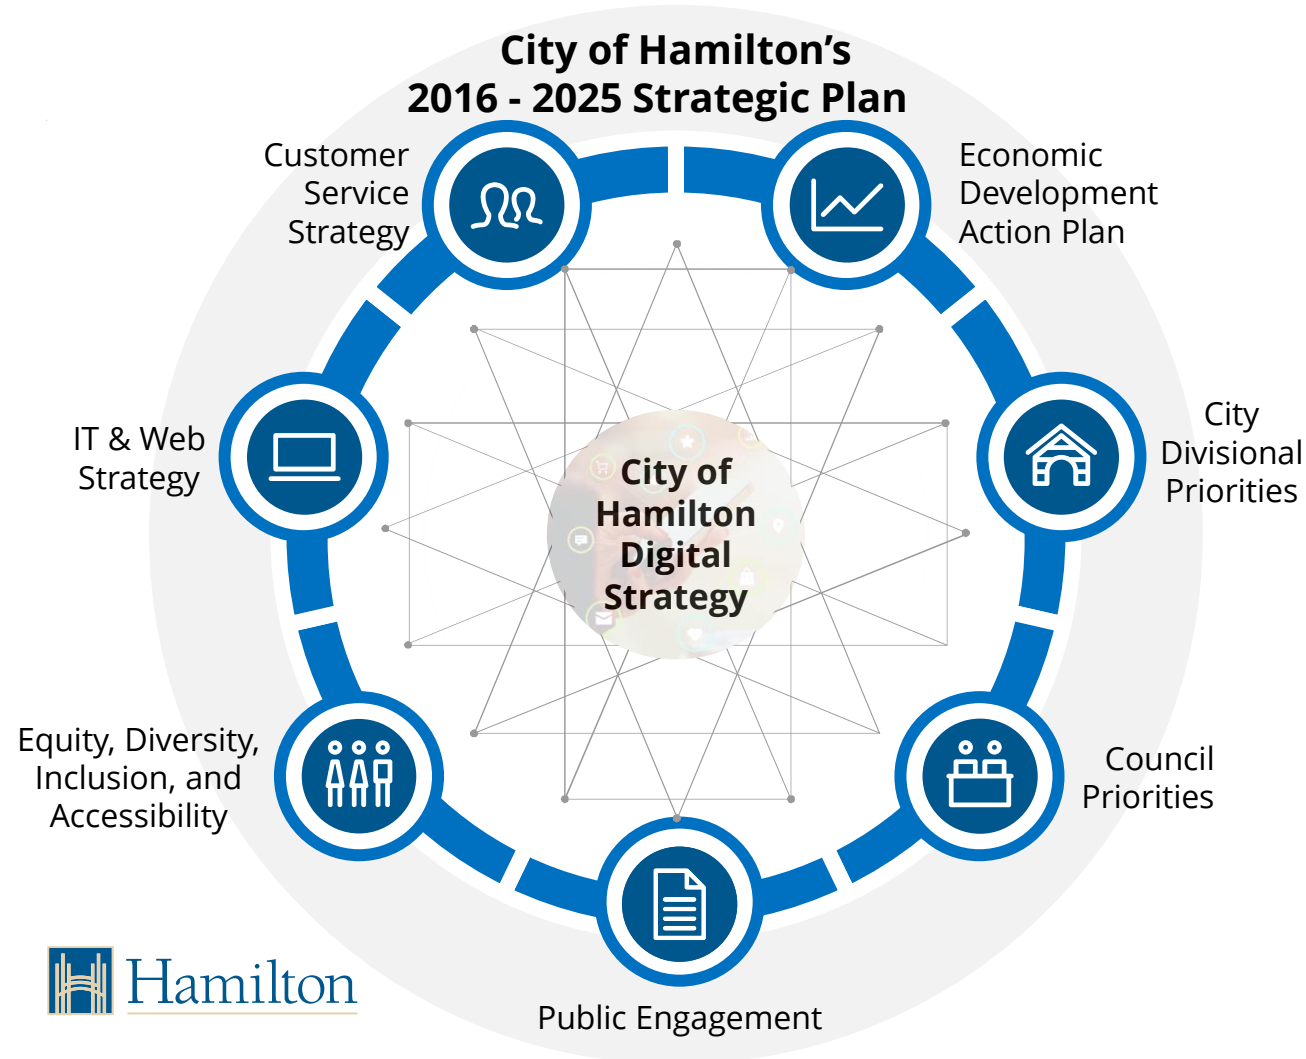 City of Hamilton’s
2016 - 2025 Strategic Plan
Customer
Service
Strategy
Economic
Development
Action Plan
IT & Web
Strategy
City
Divisional
Priorities
City of
Hamilton
Digital
Strategy
Equity, Diversity,
Inclusion, and
Accessibility
Council
Priorities
Public Engagement
Hamilton